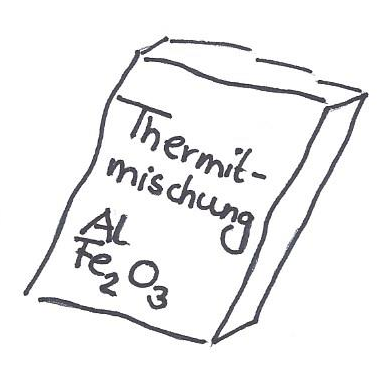 Thermit-
mischung
Al
Fe2O3